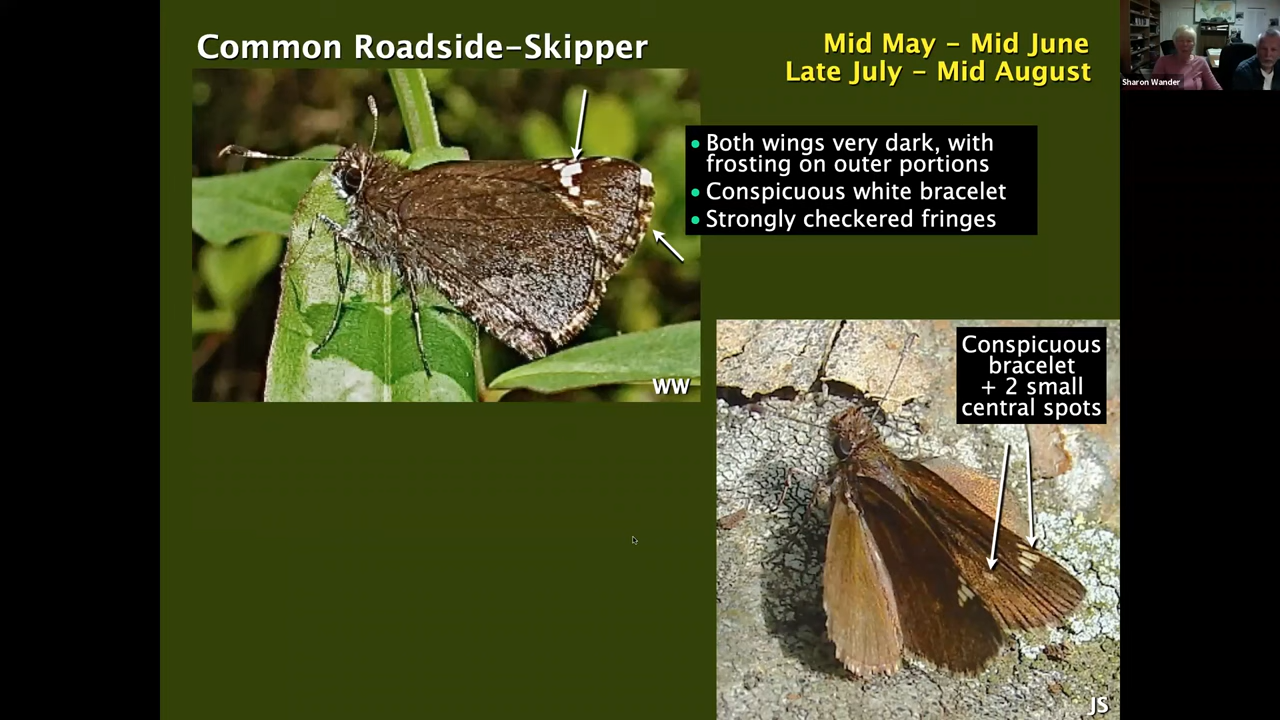 Common Roadside-Skipper
Mid May - Mid June
Late July - Mid August
Sharon Wander
• Both wings very dark, with
frosting on outer portions
• Conspicuous white bracelet
• Strongly checkered fringes
WW
Conspicuous
bracelet
+ 2 small
central spots
JS